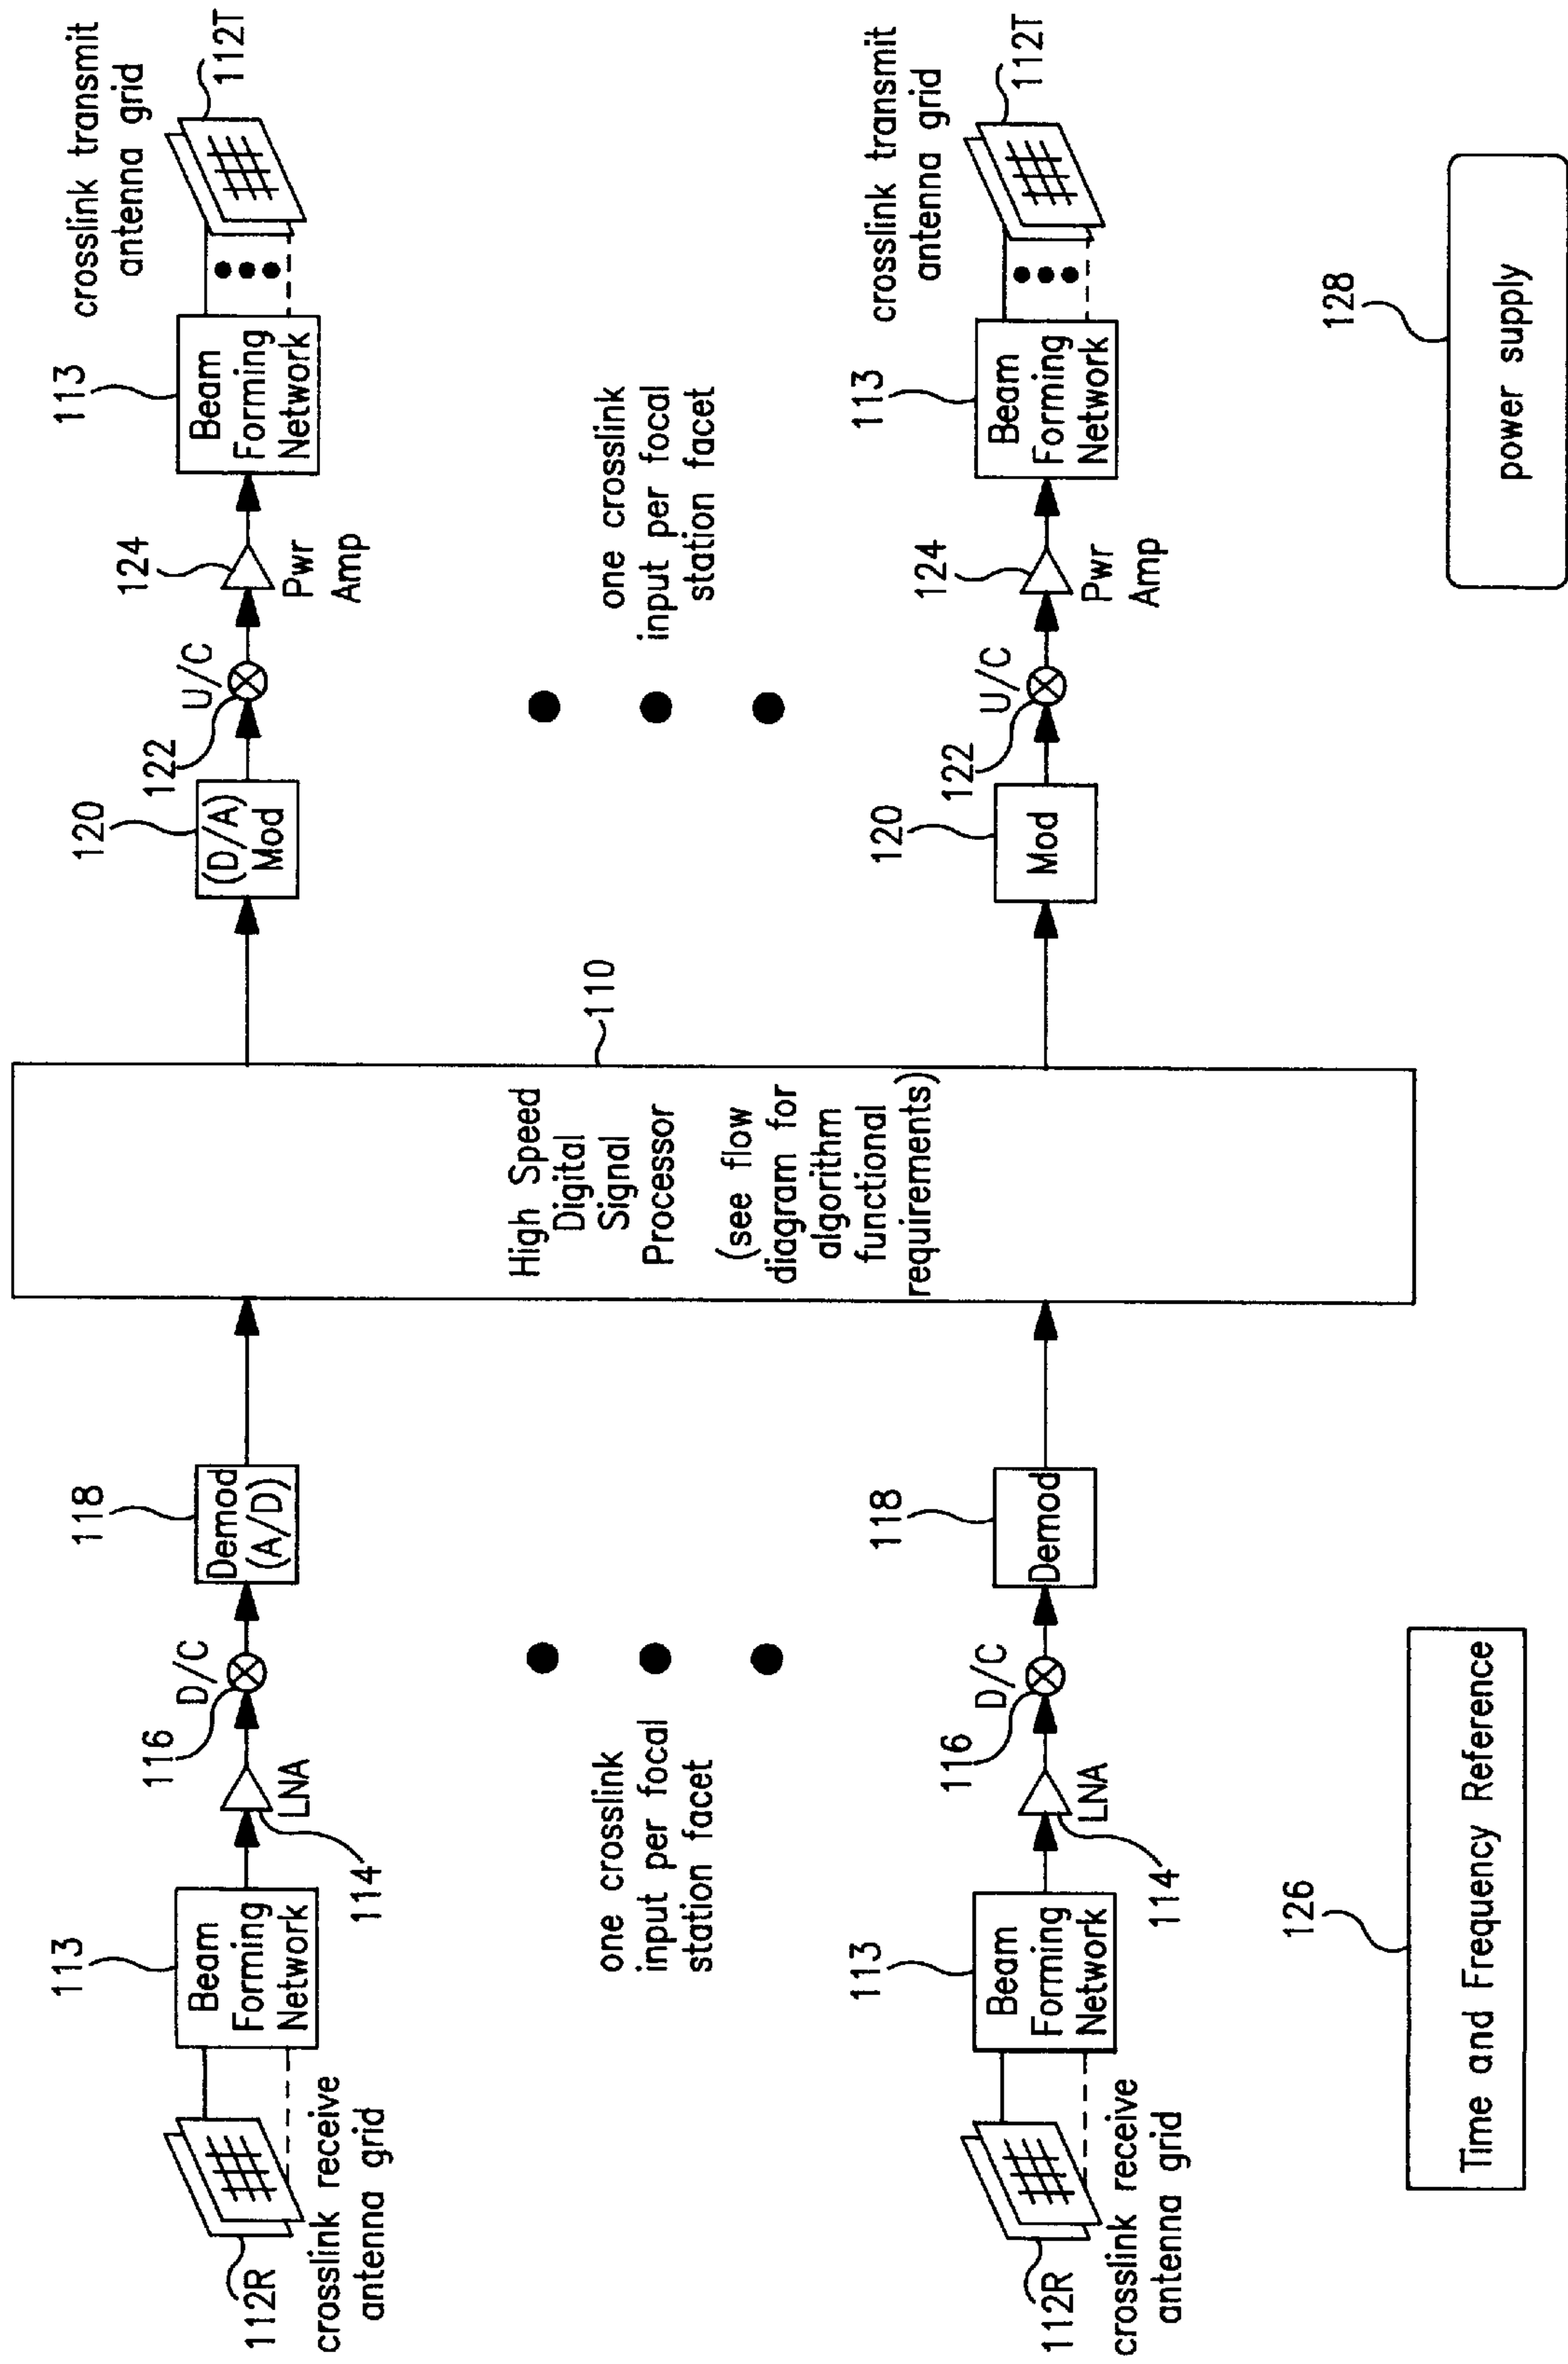 crosslink transmit
antenna grid
112T
113
Beam
Forming
Network
124
Pwr
Amp
U/C
122
120
(D/A)
Mod
118
Demod
(A/D)
D/C
116
LNA
114
113
Beam
Forming
Network
112R
crosslink receive
antenna grid
one crosslink
input per focal
station facet
110
High Speed
Digital
Signal
Processor
(see flow
diagram for
algorithm
functional
requirements)
one crosslink
input per focal
station facet
crosslink transmit
antenna grid
112T
113
Beam
Forming
Network
124
Pwr
Amp
U/C
122
120
Mod
118
Demod
D/C
116
LNA
114
113
Beam
Forming
Network
112R
crosslink receive
antenna grid
126
Time and Frequency Reference
128
power supply